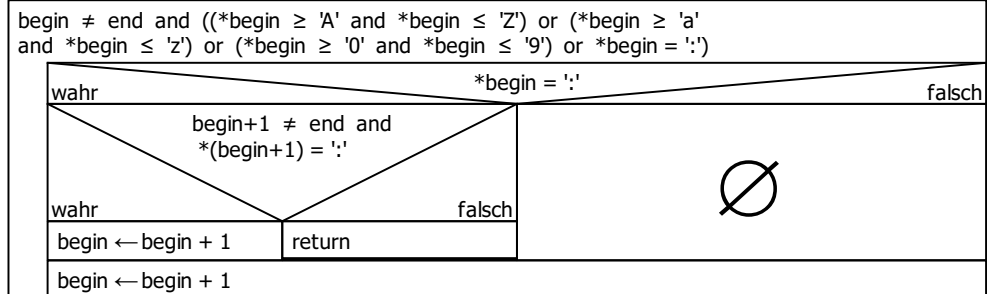 begin ≠ end and ((*begin ≥ 'A' and *begin ≤ 'Z') or (*begin ≥ 'a'
and *begin ≤ 'z') or (*begin ≥ '0' and *begin ≤ '9') or *begin = ':')
*begin = ':'
wahr
falsch
begin+1 ≠ end and
*(begin+1) = ':'
wahr
falsch
begin ← begin + 1
return
begin ← begin + 1